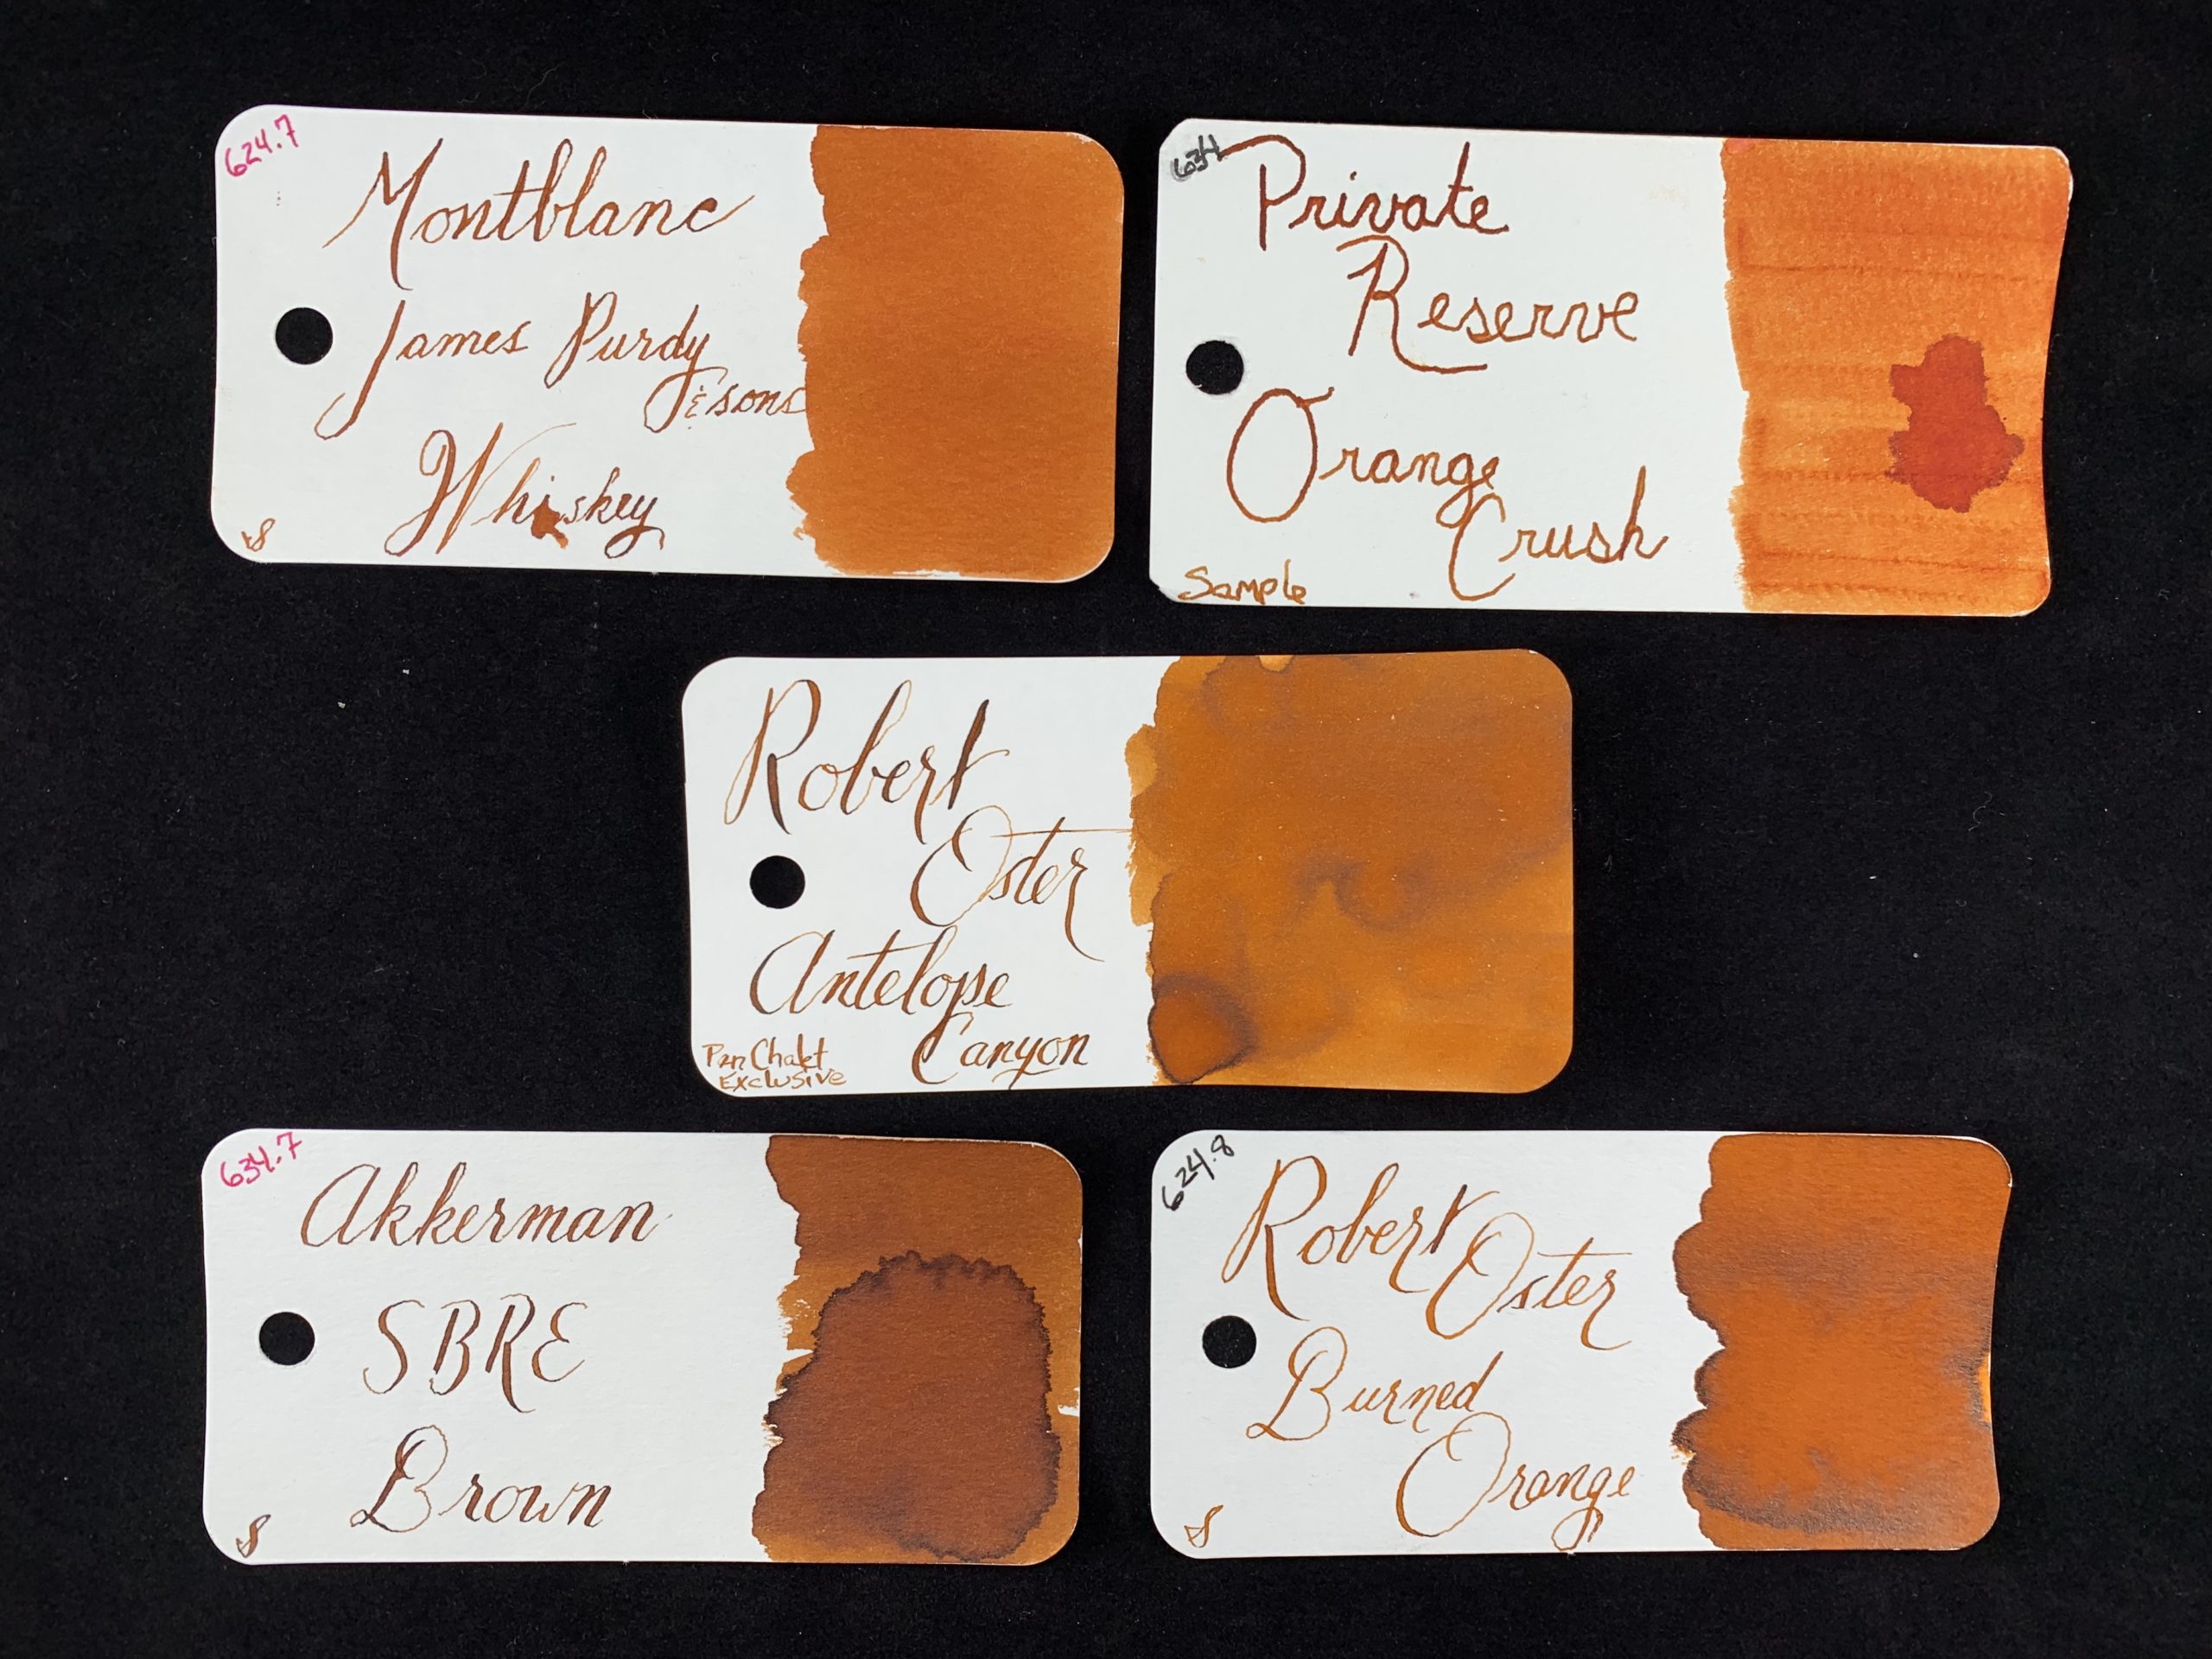 624.7
Montblanc
James Purdy
& sons
Whiskey
S
634
Private
Reserve
Orange
Crush
Sample
Robert
Oster
Antelope
Canyon
Pen Chalet
Exclusive
634.7
Akkerman
SBRE
Brown
S
624.8
Robert
Oster
Burned
Orange
S